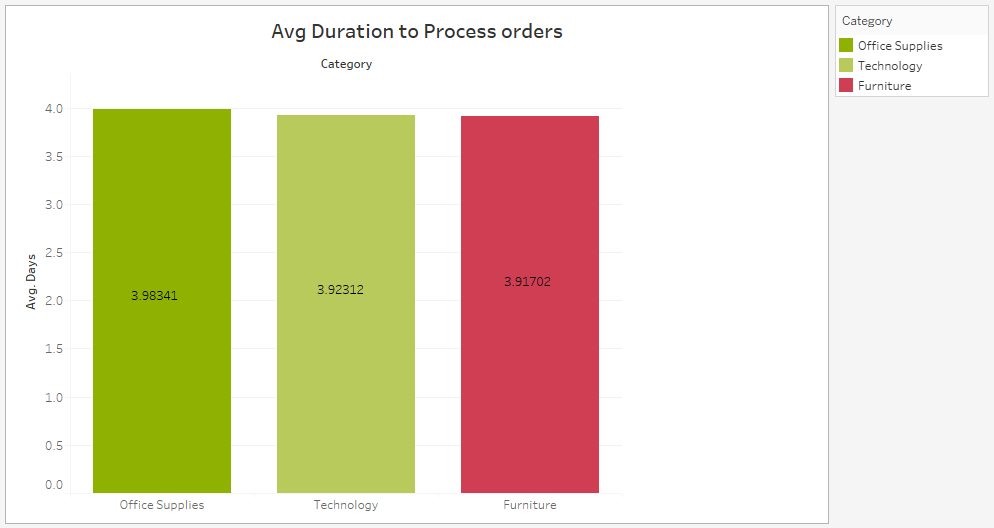 Avg Duration to Process orders
Category
4.0
3.5
3.0
2.5
2.0
1.5
1.0
0.5
0.0
Avg. Days
3.98341
3.92312
3.91702
Office Supplies
Technology
Furniture
Category
Office Supplies
Technology
Furniture